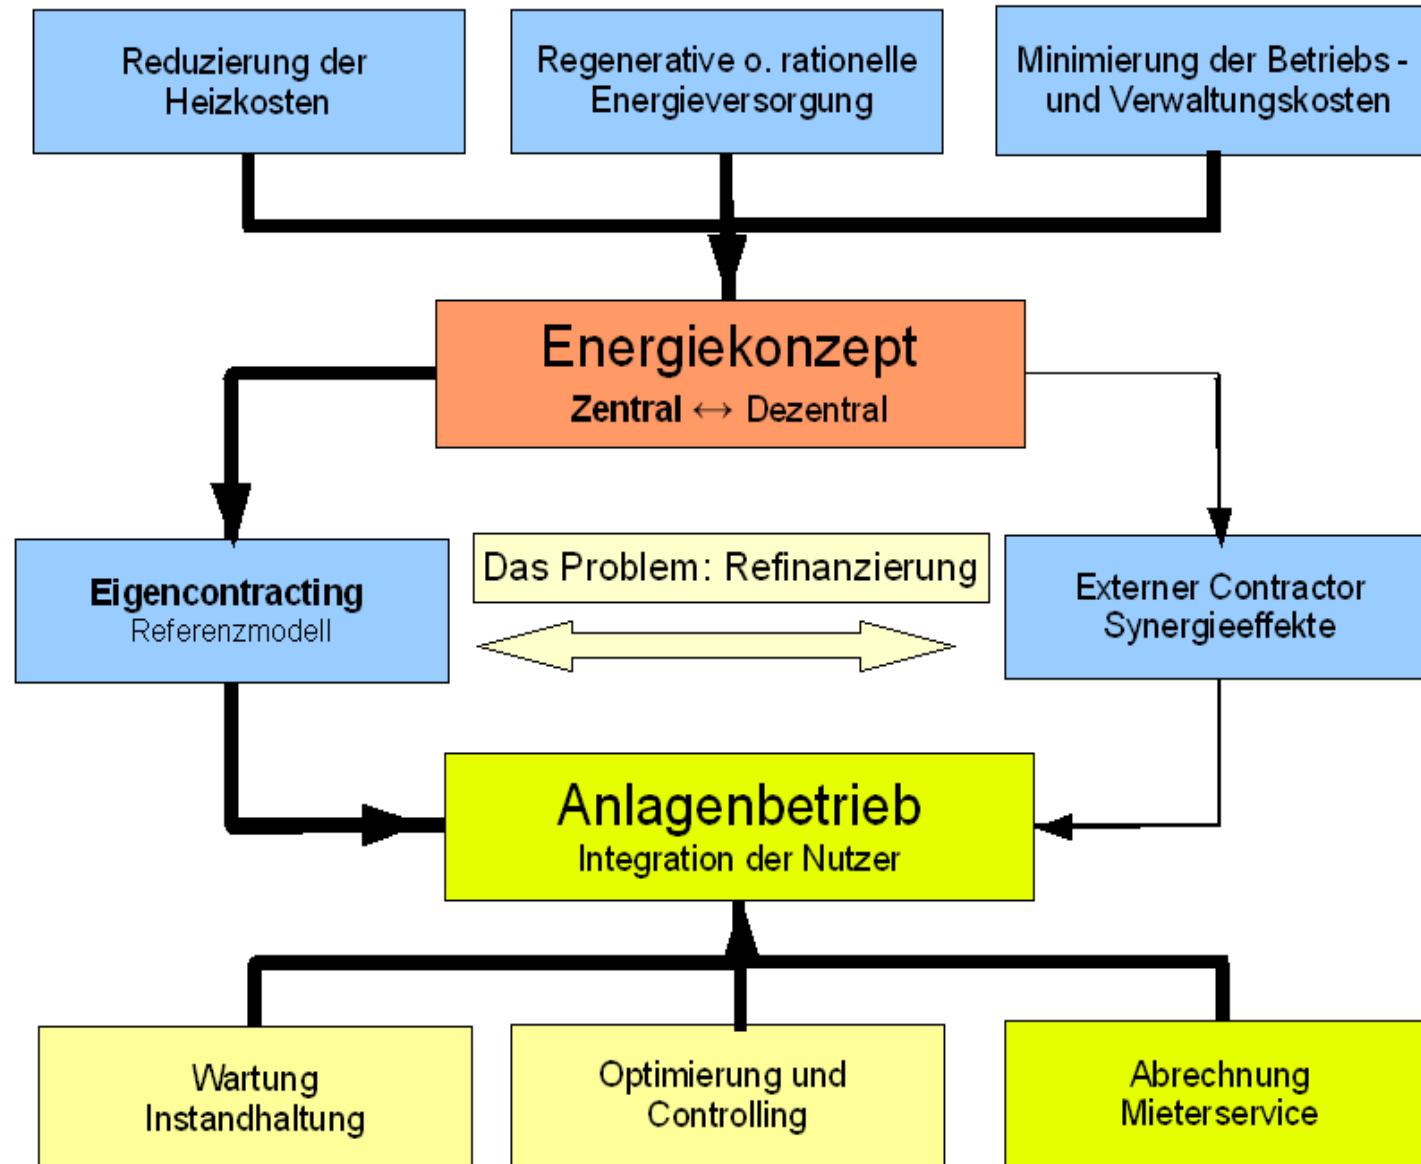 Reduzierung der
Heizkosten
Regenerative o. rationelle
Energieversorgung
Minimierung der Betriebs -
und Verwaltungskosten
Energiekonzept
Zentral ↔ Dezentral
Eigencontracting
Referenzmodell
Das Problem: Refinanzierung
Externer Contractor
Synergieeffekte
Anlagenbetrieb
Integration der Nutzer
Wartung
Instandhaltung
Optimierung und
Controlling
Abrechnung
Mieterservice